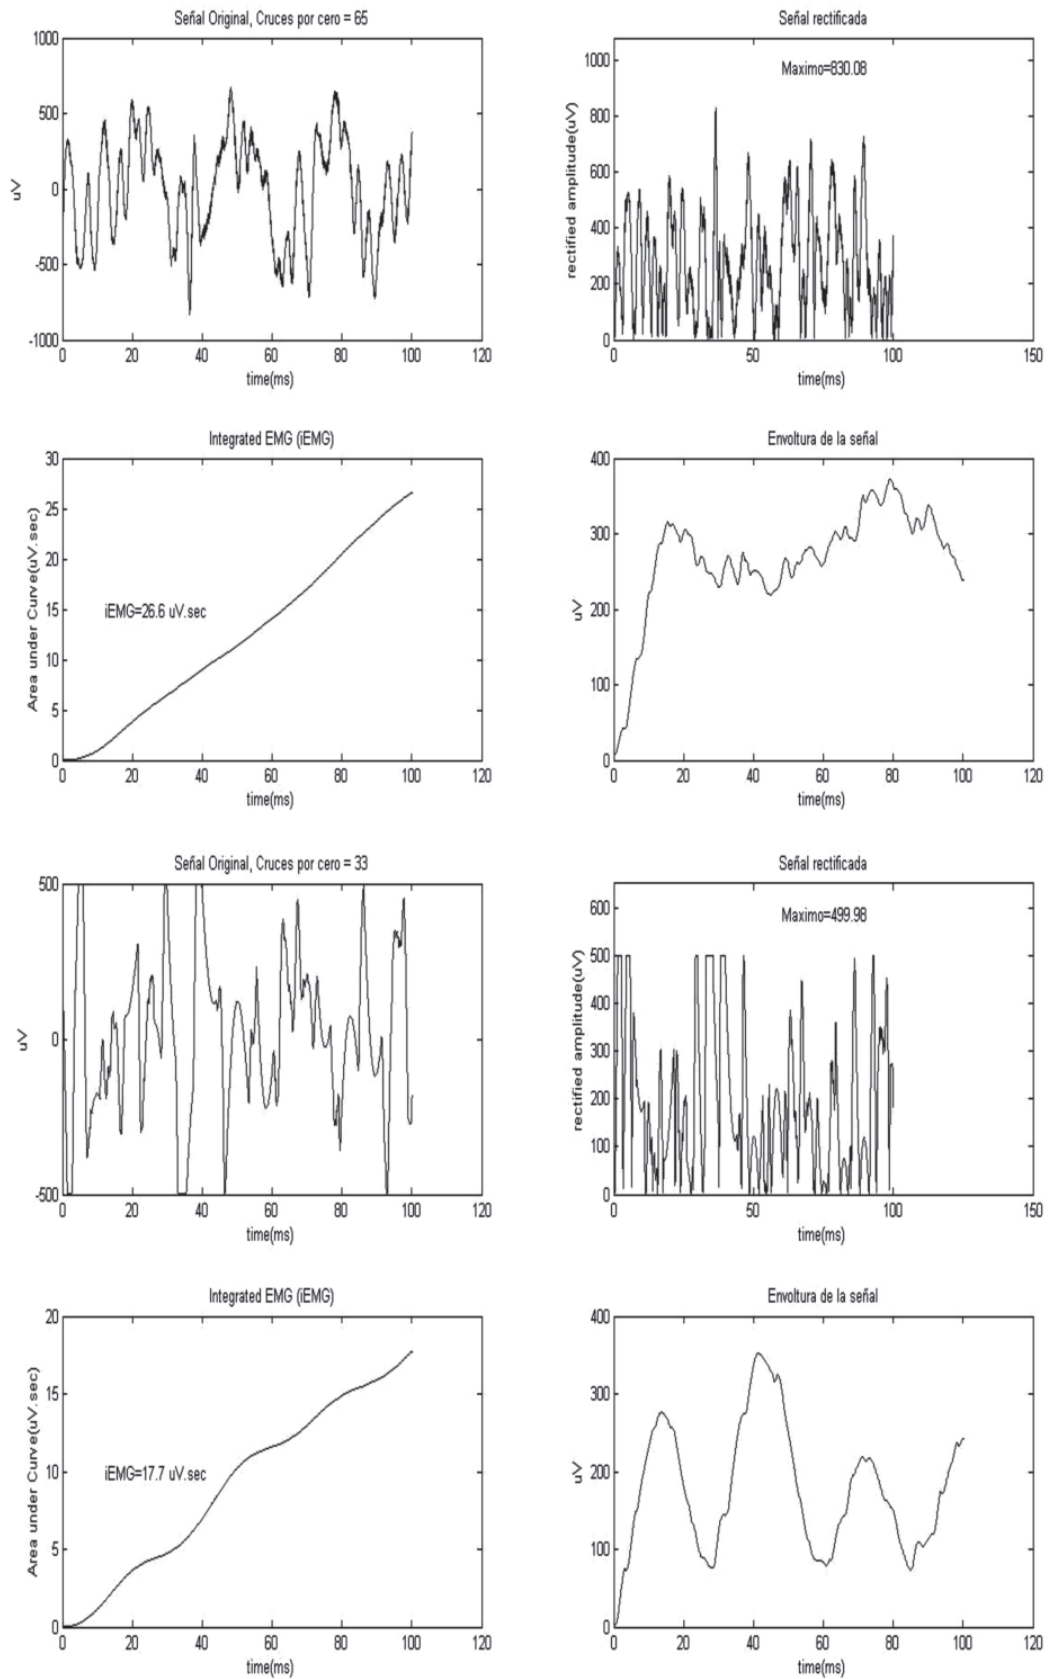 Señal Original, Cruces por cero = 65
1000
500
0
-500
-1000
uV
0 20 40 60 80 100 120
time(ms)
Señal rectificada
Maximo=830.08
1000
800
600
400
200
0
rectified amplitude(uV)
0 50 100 150
time(ms)
Integrated EMG (iEMG)
30
25
20
15
10
5
0
Area under Curve(uV.sec)
iEMG=26.6 uV.sec
0 20 40 60 80 100 120
time(ms)
Envoltura de la señal
400
300
200
100
0
uV
0 20 40 60 80 100 120
time(ms)
Señal Original, Cruces por cero = 33
500
0
-500
uV
0 20 40 60 80 100 120
time(ms)
Señal rectificada
Maximo=499.98
600
500
400
300
200
100
0
rectified amplitude(uV)
0 50 100 150
time(ms)
Integrated EMG (iEMG)
20
15
10
5
0
Area under Curve(uV.sec)
iEMG=17.7 uV.sec
0 20 40 60 80 100 120
time(ms)
Envoltura de la señal
400
300
200
100
0
uV
0 20 40 60 80 100 120
time(ms)